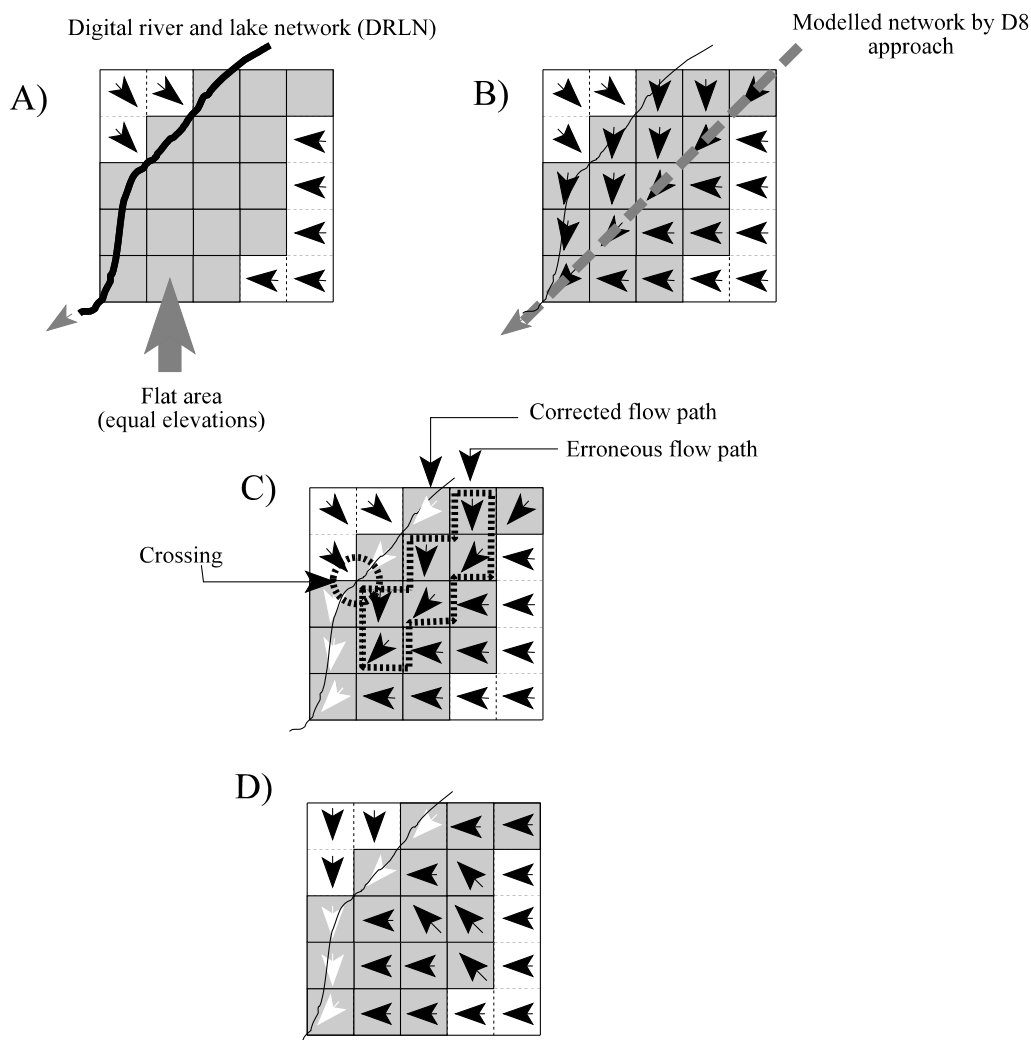 Digital river and lake network (DRLN)
Modelled network by D8
approach
A)
B)
Flat area
(equal elevations)
Corrected flow path
Erroneous flow path
C)
Crossing
D)